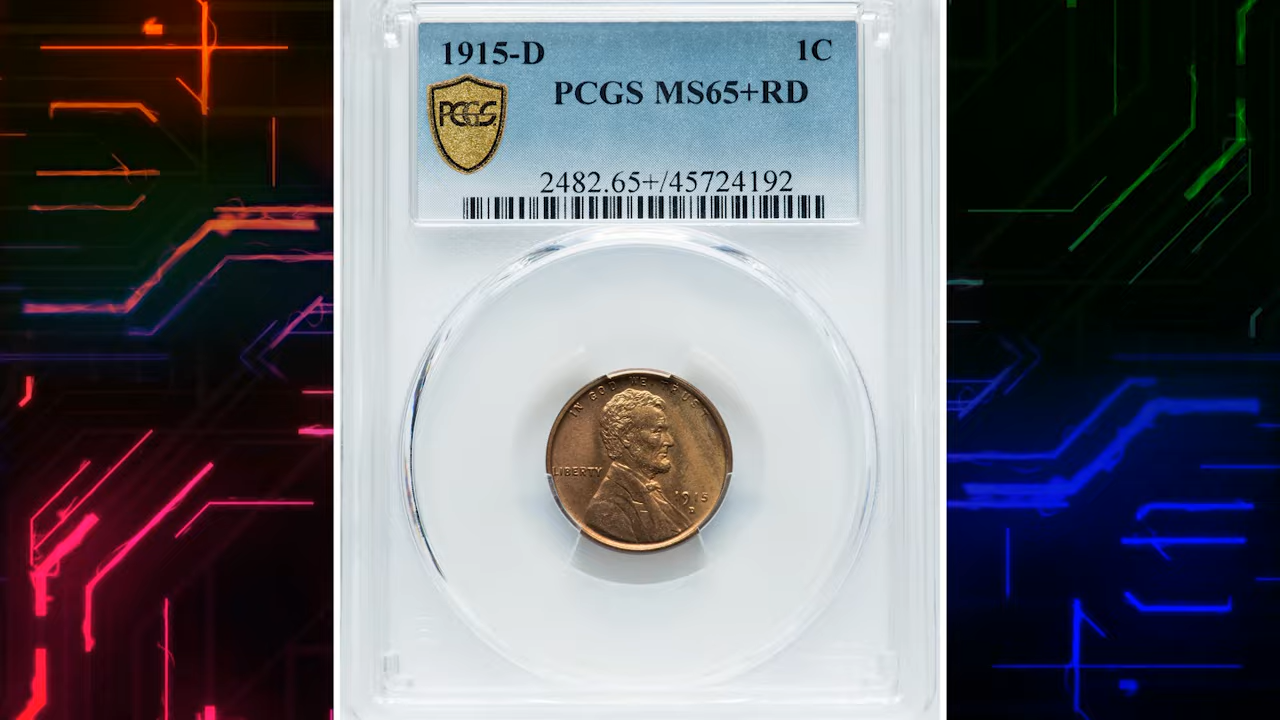 1915-D 1C
PCGS MS65+RD
PCGS
2482.65+/45724192
IN GOD WE TRUST
LIBERTY
1915
D